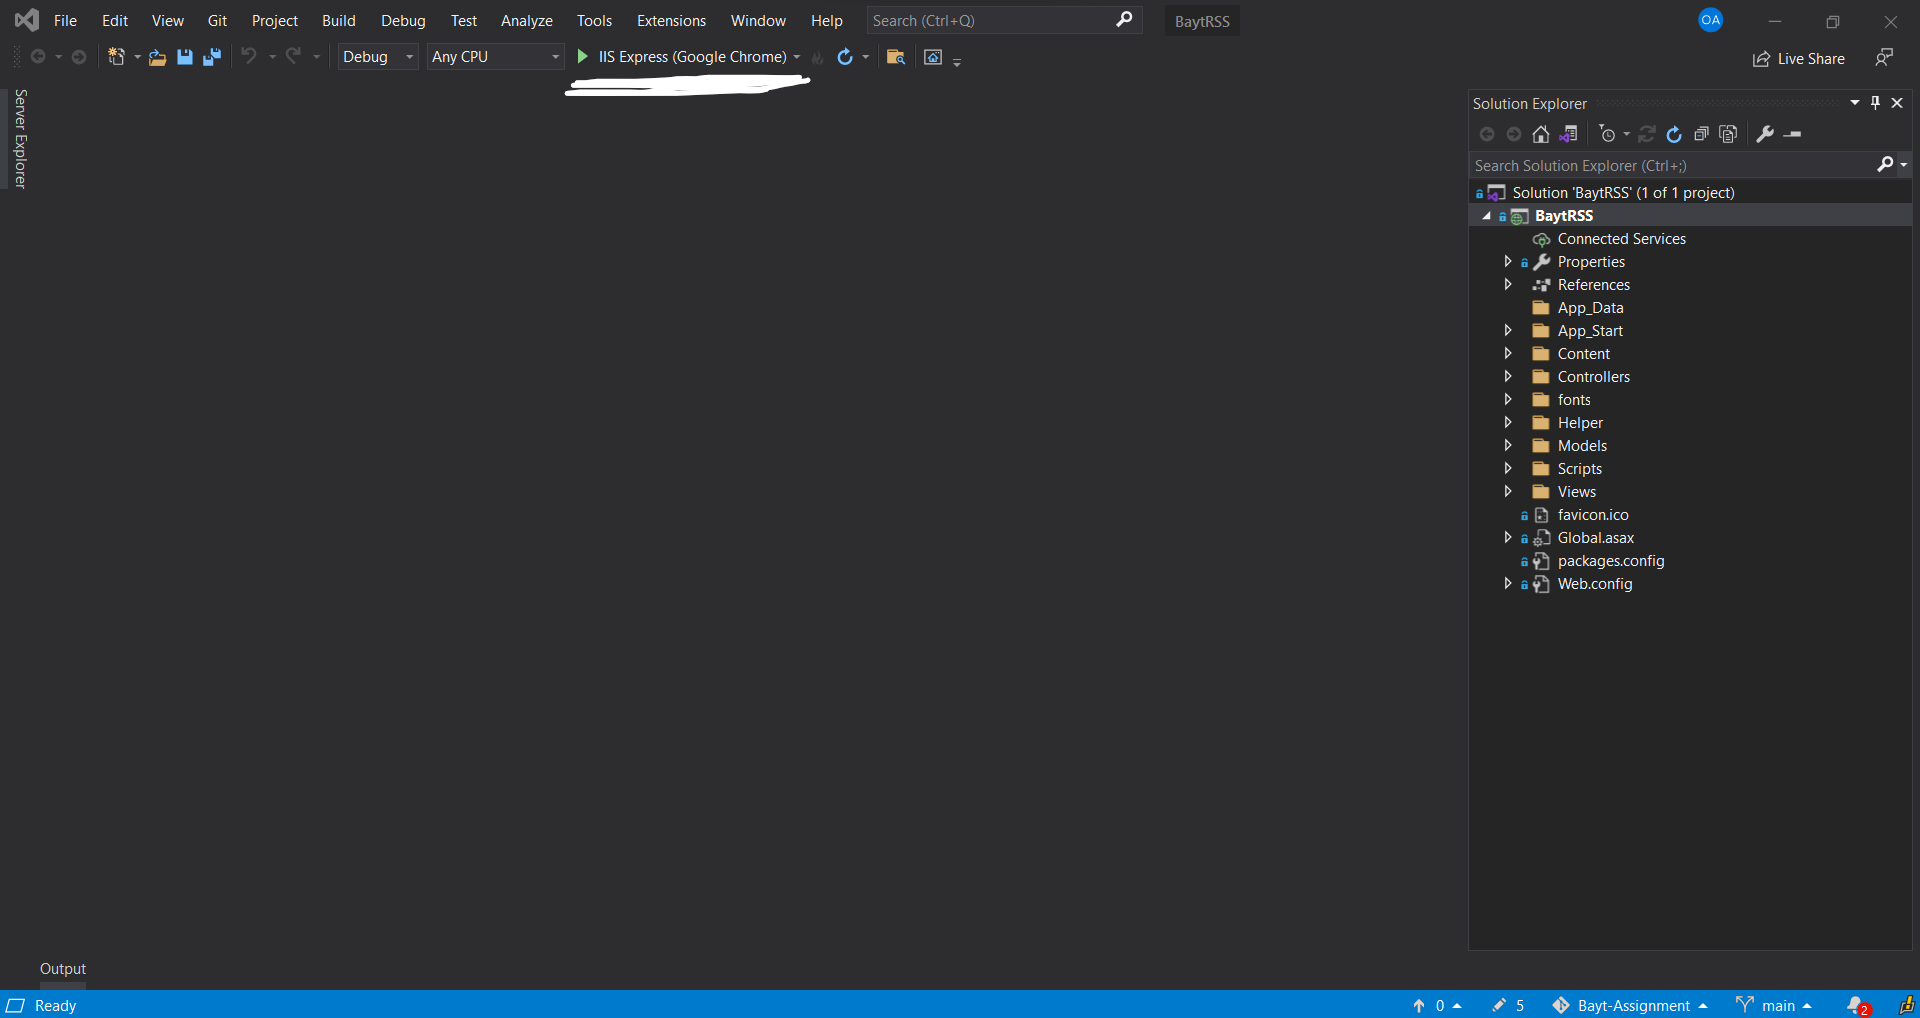 File Edit View Git Project Build Debug Test Analyze Tools Extensions Window Help Search (Ctrl+Q) BaytRSS OA
Debug Any CPU IIS Express (Google Chrome) Live Share
Server Explorer
Solution Explorer
Search Solution Explorer (Ctrl+;)
Solution 'BaytRSS' (1 of 1 project)
BaytRSS
Connected Services
Properties
References
App_Data
App_Start
Content
Controllers
fonts
Helper
Models
Scripts
Views
favicon.ico
Global.asax
packages.config
Web.config
Output
Ready 0 5 Bayt-Assignment main 2